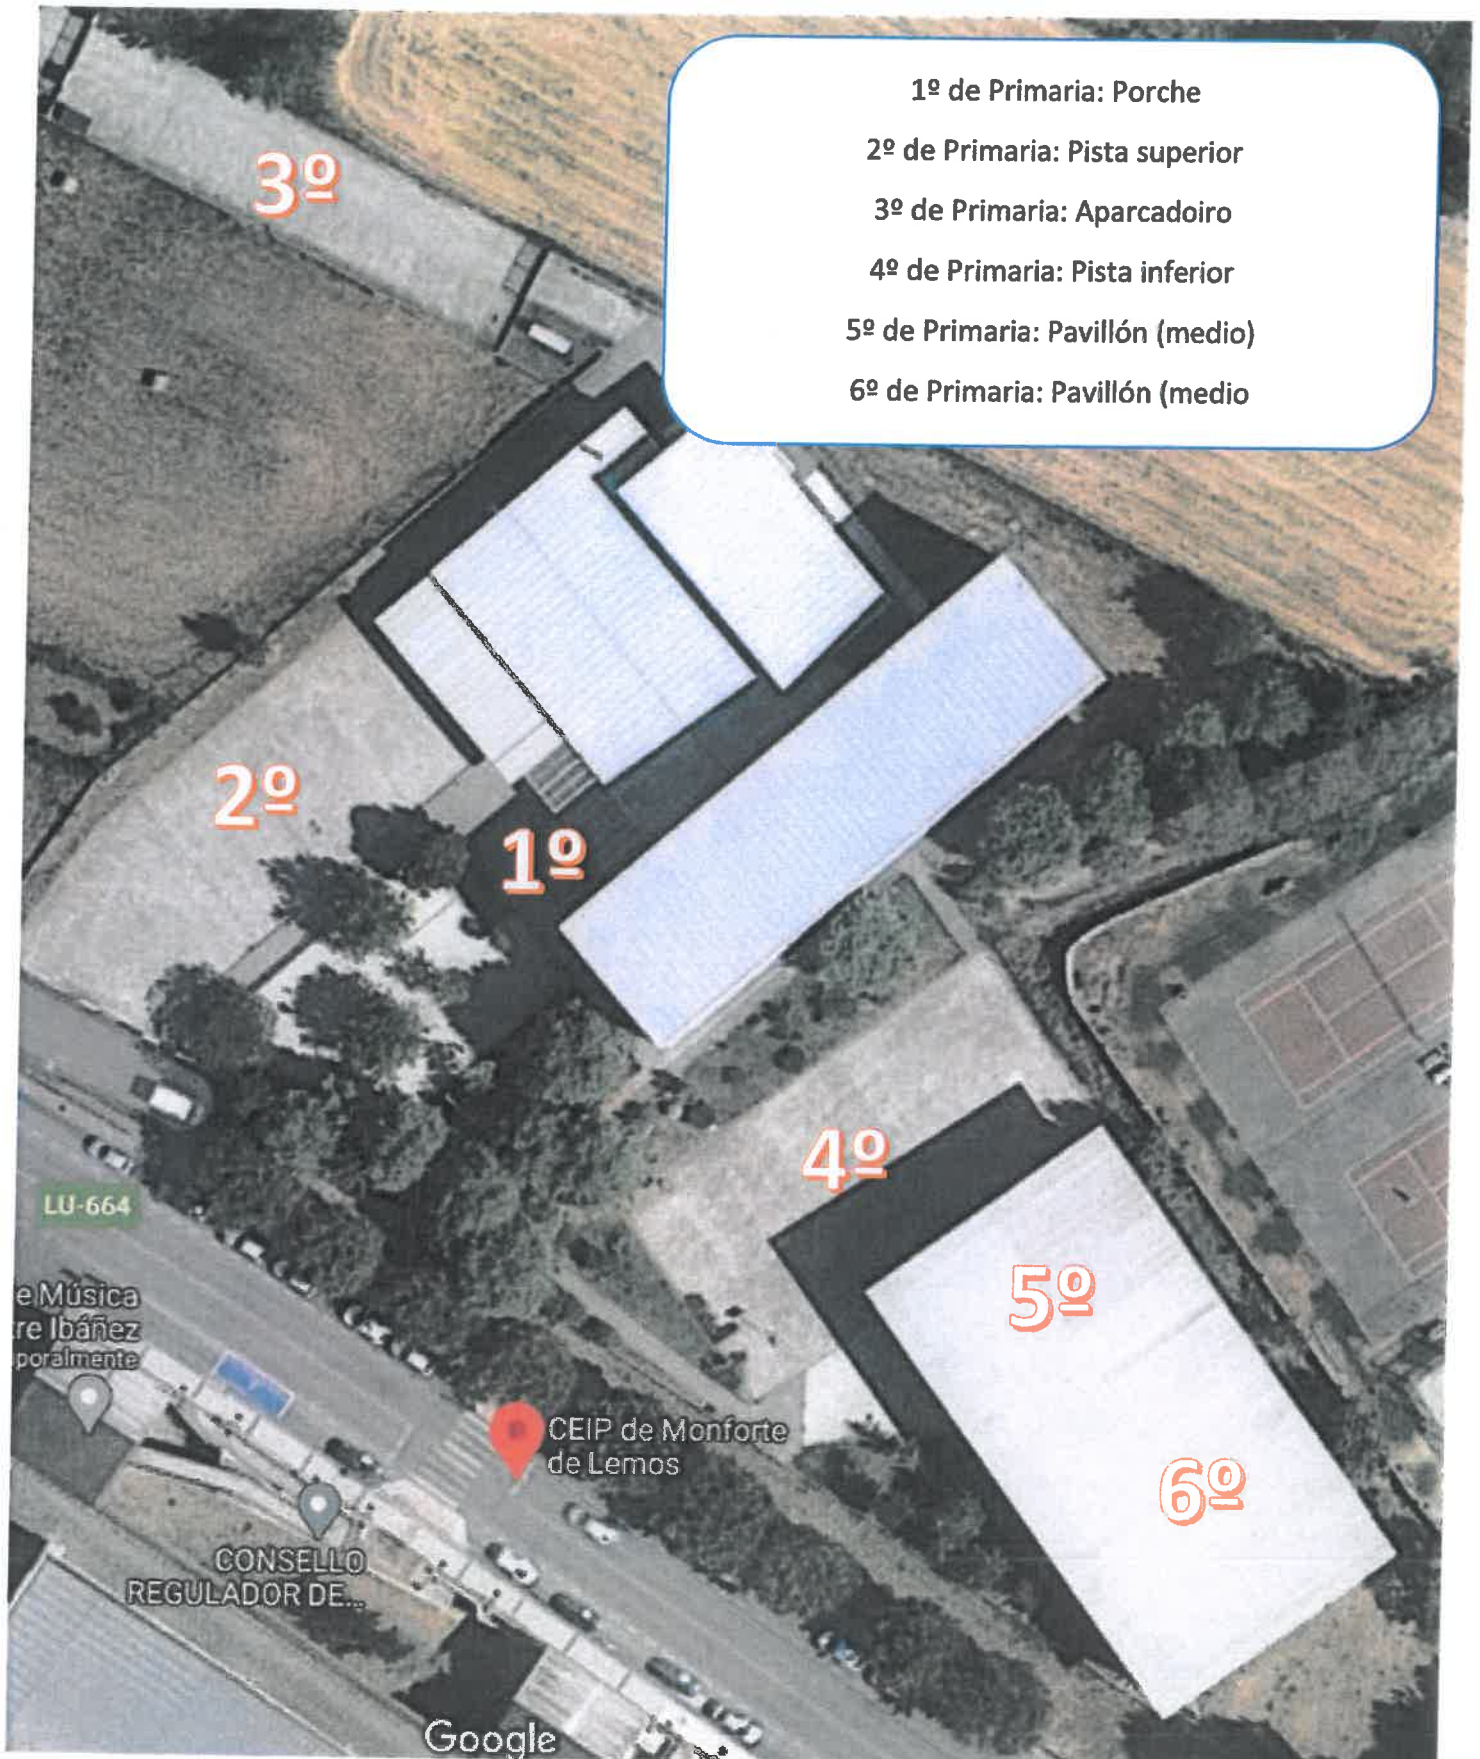 1º de Primaria: Porche
2º de Primaria: Pista superior
3º de Primaria: Aparcadoiro
4º de Primaria: Pista inferior
5º de Primaria: Pavillón (medio)
6º de Primaria: Pavillón (medio
3º
2º
1º
4º
LU-664
5º
e Música
re Ibáñez
poralmente
CEIP de Monforte
de Lemos
6º
CONSELLO
REGULADOR DE...
Google